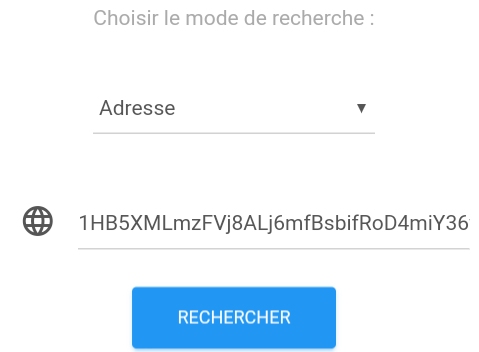 Choisir le mode de recherche :
Adresse
1HB5XMLmzFVj8ALj6mfBsbifRoD4miY36
RECHERCHER